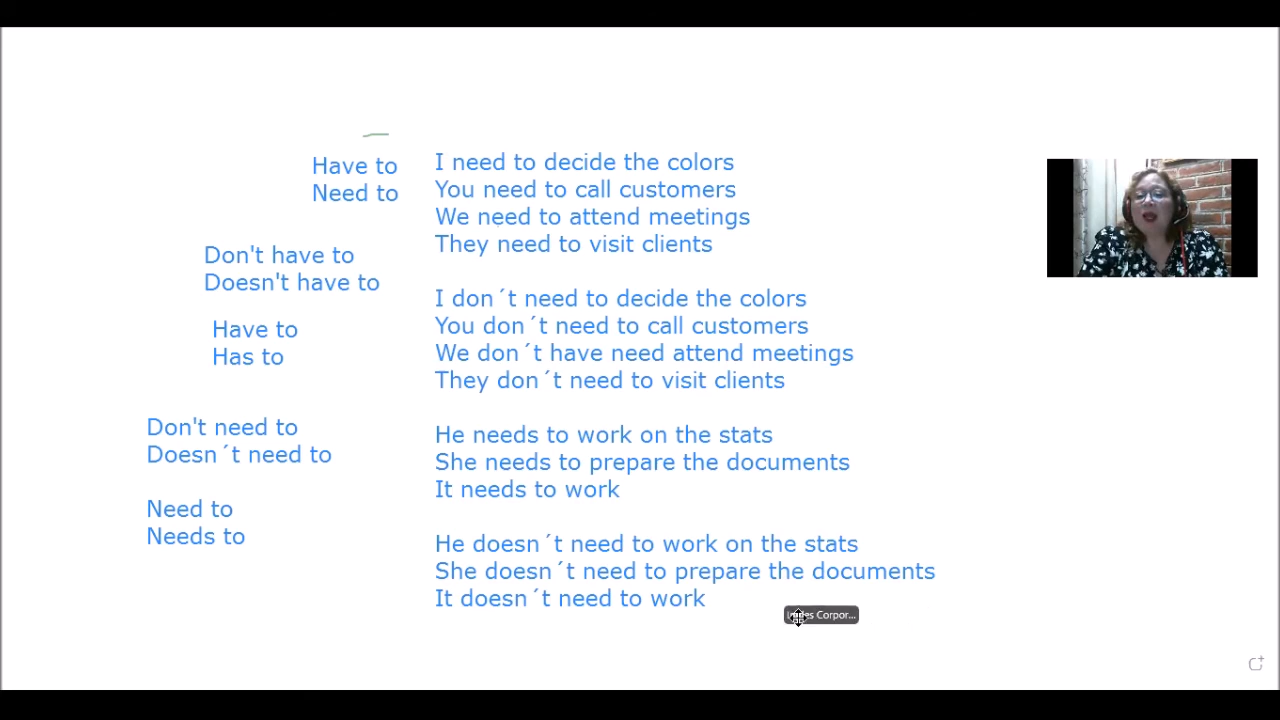 Have to
Need to
Don't have to
Doesn't have to
Have to
Has to
Don't need to
Doesn´t need to
Need to
Needs to
I need to decide the colors
You need to call customers
We need to attend meetings
They need to visit clients
I don´t need to decide the colors
You don´t need to call customers
We don´t have need attend meetings
They don´t need to visit clients
He needs to work on the stats
She needs to prepare the documents
It needs to work
He doesn´t need to work on the stats
She doesn´t need to prepare the documents
It doesn´t need to work
Corpor...